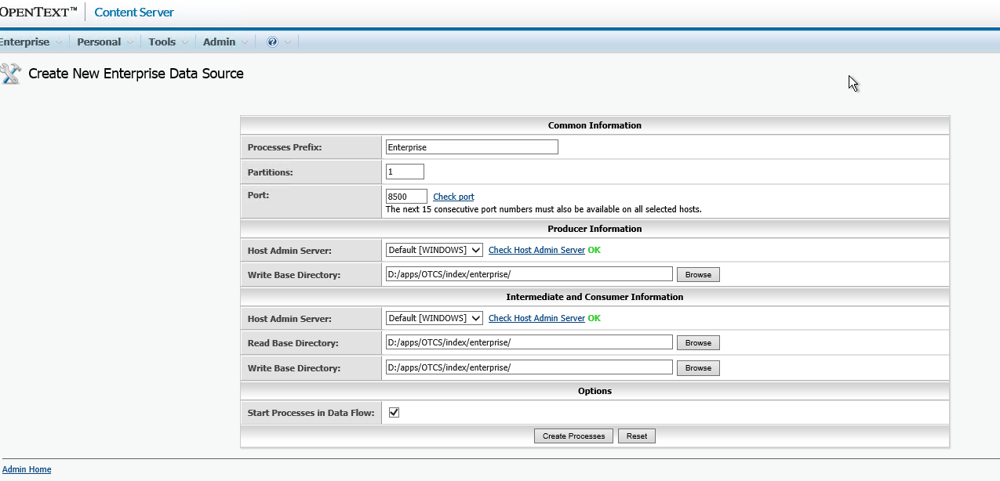 OPENTEXT™ Content Server
Enterprise Personal Tools Admin ?
Create New Enterprise Data Source
Common Information
Processes Prefix: Enterprise
Partitions: 1
Port: 8500 Check port
The next 15 consecutive port numbers must also be available on all selected hosts.
Producer Information
Host Admin Server: Default [WINDOWS] Check Host Admin Server OK
Write Base Directory: D:/apps/OTCS/index/enterprise/ Browse
Intermediate and Consumer Information
Host Admin Server: Default [WINDOWS] Check Host Admin Server OK
Read Base Directory: D:/apps/OTCS/index/enterprise/ Browse
Write Base Directory: D:/apps/OTCS/index/enterprise/ Browse
Options
Start Processes in Data Flow:
Create Processes Reset
Admin Home